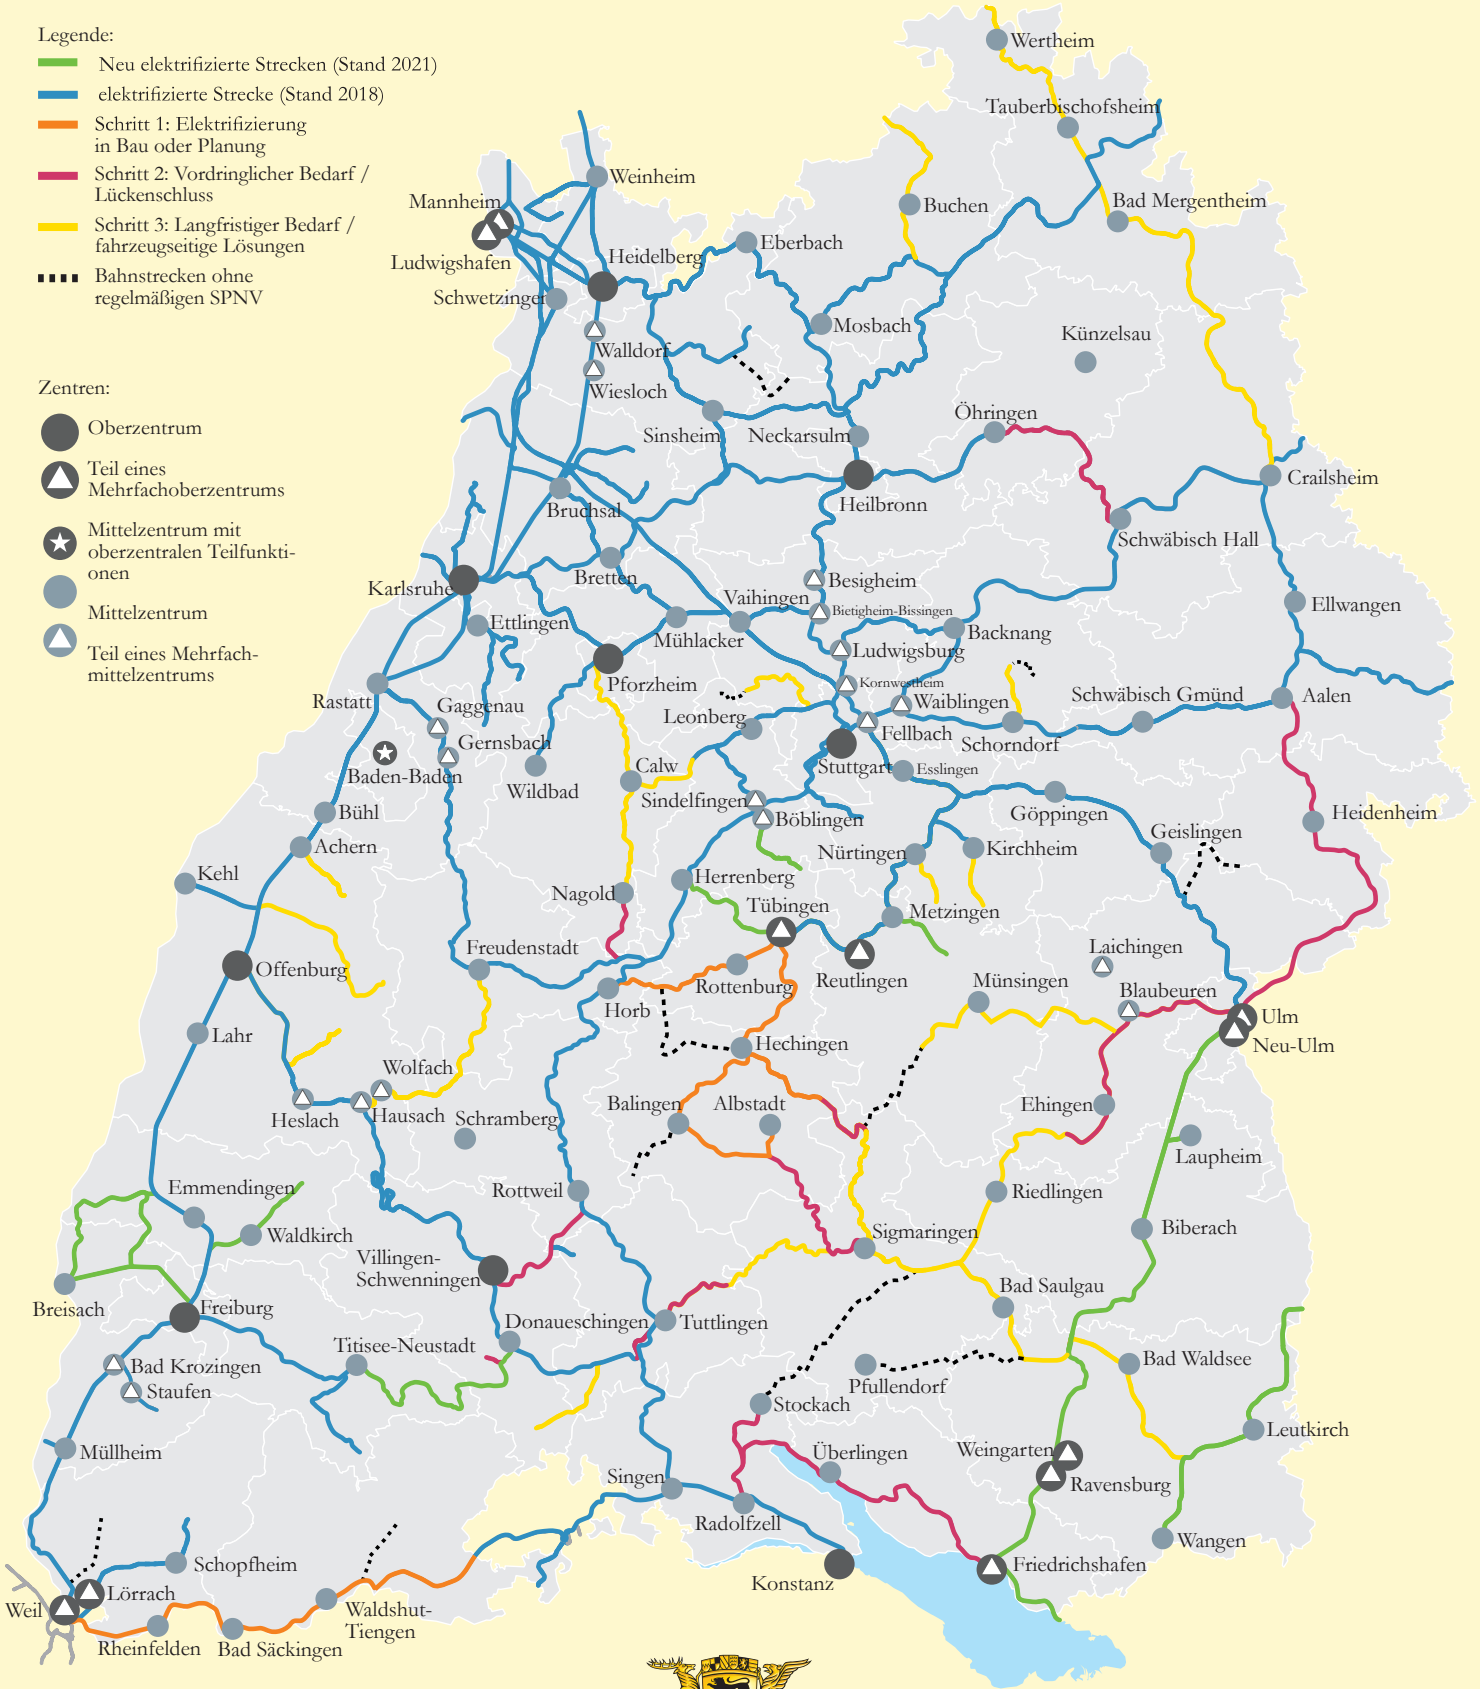 Legende:
Neu elektrifizierte Strecken (Stand 2021)
elektrifizierte Strecke (Stand 2018)
Schritt 1: Elektrifizierung
in Bau oder Planung
Schritt 2: Vordringlicher Bedarf /
Lückenschluss
Schritt 3: Langfristiger Bedarf /
fahrzeugseitige Lösungen
Bahnstrecken ohne
regelmäßigen SPNV
Zentren:
Oberzentrum
Teil eines
Mehrfachoberzentrums
Mittelzentrum mit
oberzentralen Teilfunkti-
onen
Mittelzentrum
Teil eines Mehrfach-
mittelzentrums
Wertheim
Tauberbischofsheim
Weinheim
Mannheim
Buchen
Bad Mergentheim
Eberbach
Heidelberg
Ludwigshafen
Schwetzingen
Mosbach
Künzelsau
Walldorf
Wiesloch
Öhringen
Sinsheim
Neckarsulm
Crailsheim
Heilbronn
Bruchsal
Schwäbisch Hall
Bretten
Besigheim
Karlsruhe
Vaihingen
Bietigheim-Bissingen
Ellwangen
Ettlingen
Mühlacker
Backnang
Ludwigsburg
Pforzheim
Kornwestheim
Rastatt
Gaggenau
Waiblingen
Schwäbisch Gmünd
Aalen
Leonberg
Fellbach
Schorndorf
Gernsbach
Baden-Baden
Stuttgart
Esslingen
Calw
Wildbad
Sindelfingen
Bühl
Böblingen
Göppingen
Heidenheim
Geislingen
Achern
Nürtingen
Kirchheim
Kehl
Herrenberg
Nagold
Tübingen
Metzingen
Freudenstadt
Laichingen
Offenburg
Rottenburg
Reutlingen
Münsingen
Blaubeuren
Horb
Ulm
Lahr
Hechingen
Neu-Ulm
Wolfach
Balingen
Albstadt
Ehingen
Heslach
Hausach
Schramberg
Laupheim
Emmendingen
Rottweil
Riedlingen
Waldkirch
Sigmaringen
Biberach
Villingen-
Schwenningen
Bad Saulgau
Breisach
Freiburg
Donaueschingen
Tuttlingen
Titisee-Neustadt
Bad Krozingen
Bad Waldsee
Staufen
Pfullendorf
Stockach
Leutkirch
Müllheim
Überlingen
Weingarten
Singen
Ravensburg
Radolfzell
Wangen
Schopfheim
Friedrichshafen
Konstanz
Lörrach
Weil
Waldshut-
Tiengen
Rheinfelden
Bad Säckingen